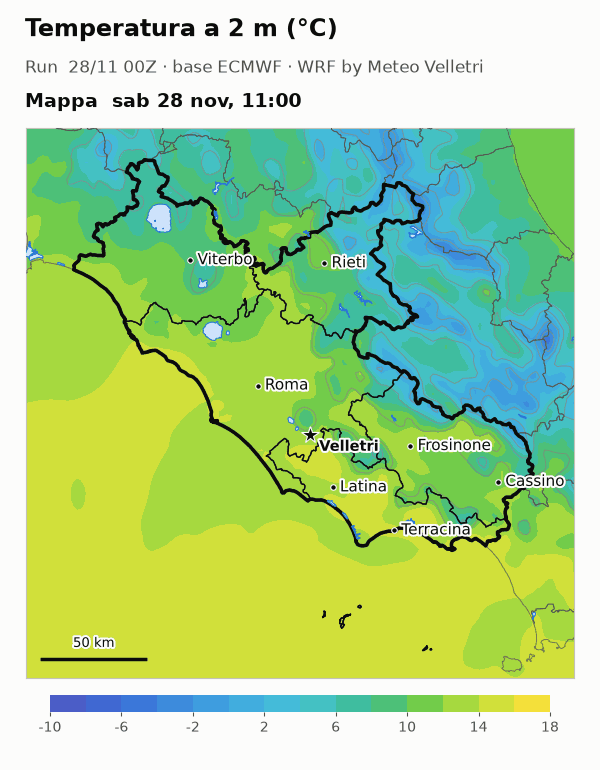 Temperatura a 2 m (°C)
Run  28/11 00Z · base ECMWF · WRF by Meteo Velletri
Mappa  sab 28 nov, 11:00
Viterbo
Rieti
Roma
Velletri
Frosinone
Cassino
Latina
Terracina
50 km
-10 -6 -2 2 6 10 14 18